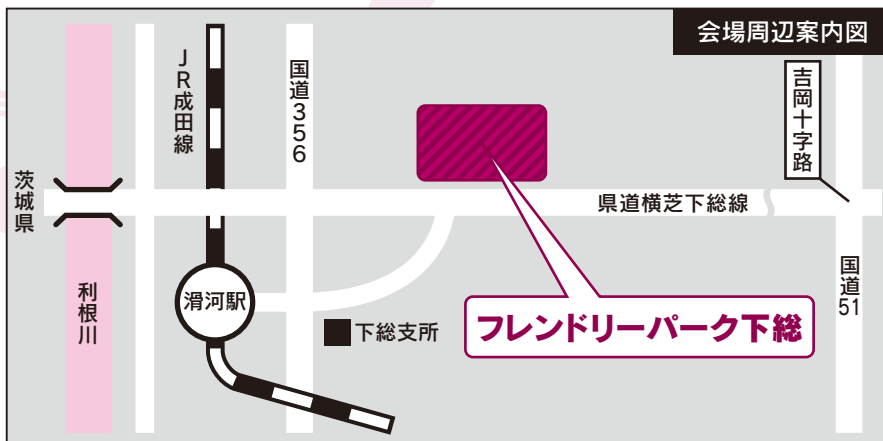 会場周辺案内図
JR成田線
国道356
吉岡十字路
茨城県
県道横芝下総線
利根川
滑河駅
下総支所
フレンドリーパーク下総
国道51